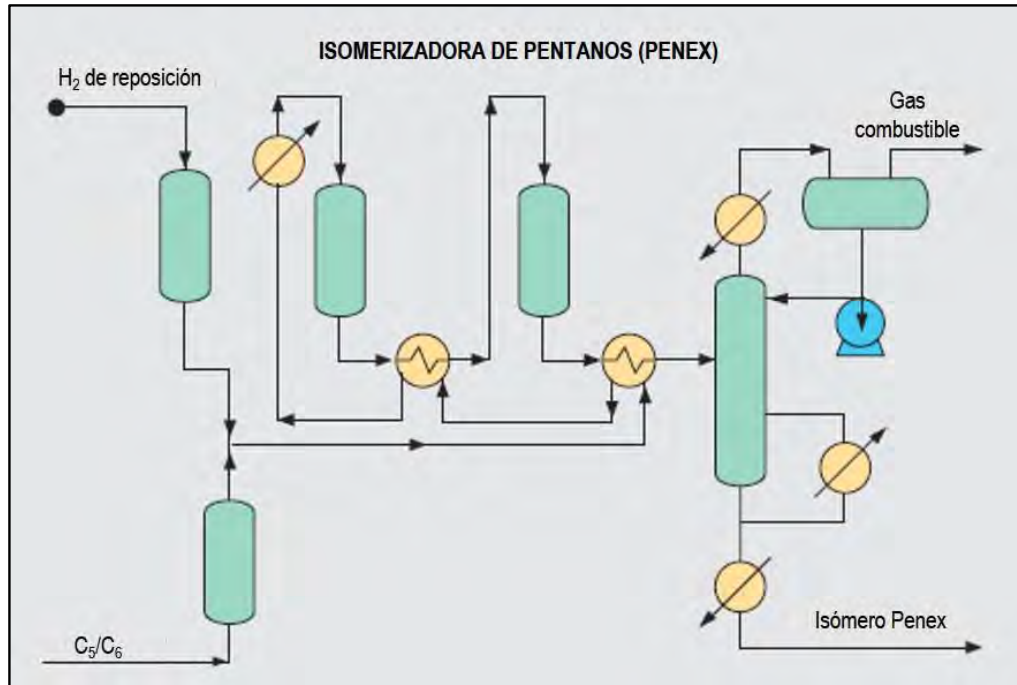 ISOMERIZADORA DE PENTANOS (PENEX)
H₂ de reposición
Gas
combustible
C₅/C₆
Isómero Penex